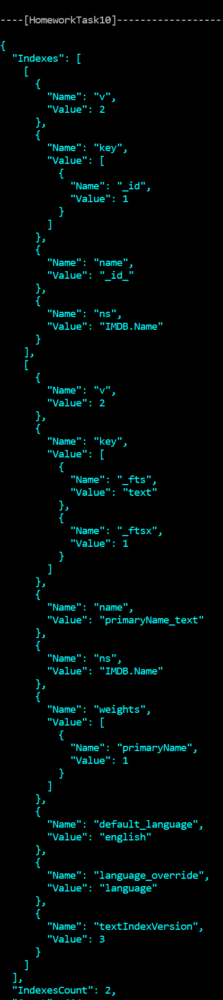 ----[HomeworkTask10]------------------
{
  "Indexes": [
    [
      {
        "Name": "v",
        "Value": 2
      },
      {
        "Name": "key",
        "Value": [
          {
            "Name": "_id",
            "Value": 1
          }
        ]
      },
      {
        "Name": "name",
        "Value": "_id_"
      },
      {
        "Name": "ns",
        "Value": "IMDB.Name"
      }
    ],
    [
      {
        "Name": "v",
        "Value": 2
      },
      {
        "Name": "key",
        "Value": [
          {
            "Name": "_fts",
            "Value": "text"
          },
          {
            "Name": "_ftsx",
            "Value": 1
          }
        ]
      },
      {
        "Name": "name",
        "Value": "primaryName_text"
      },
      {
        "Name": "ns",
        "Value": "IMDB.Name"
      },
      {
        "Name": "weights",
        "Value": [
          {
            "Name": "primaryName",
            "Value": 1
          }
        ]
      },
      {
        "Name": "default_language",
        "Value": "english"
      },
      {
        "Name": "language_override",
        "Value": "language"
      },
      {
        "Name": "textIndexVersion",
        "Value": 3
      }
    ]
  ],
  "IndexesCount": 2,